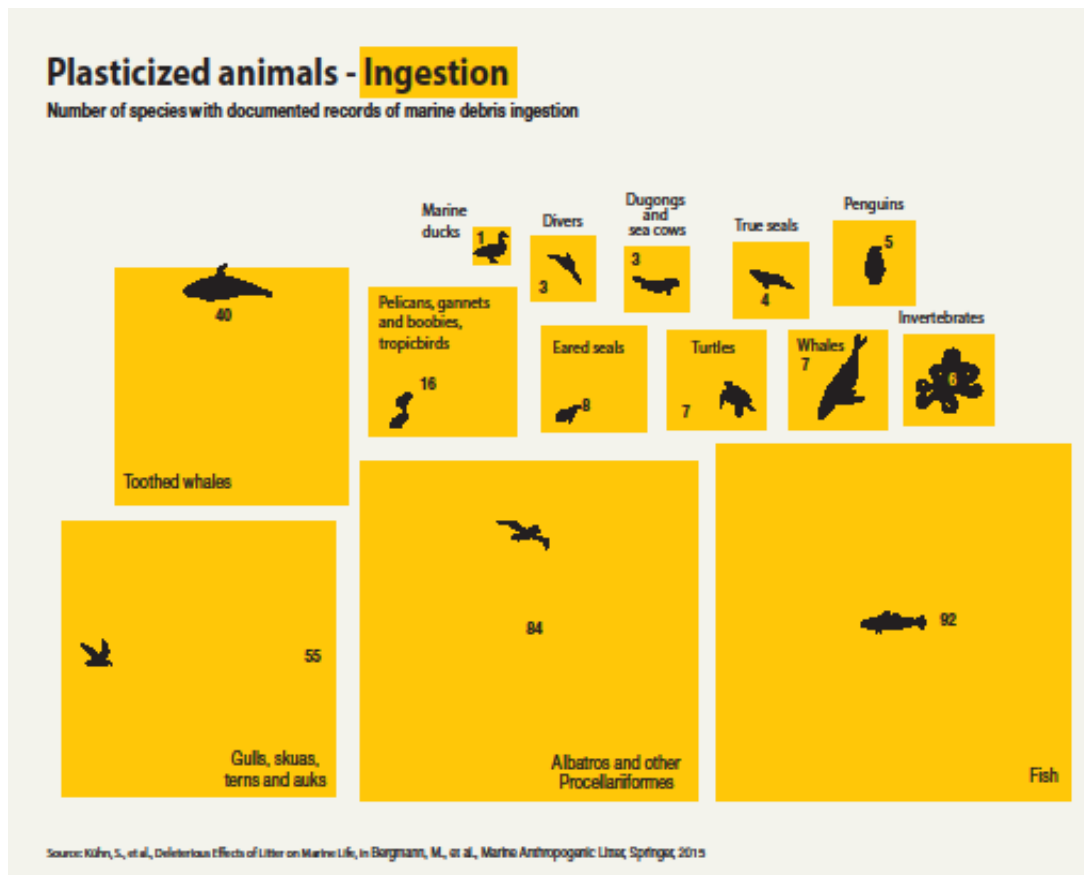 Plasticized animals - Ingestion
Number of species with documented records of marine debris ingestion
Marine
ducks
1
Divers
3
Dugongs
and
sea cows
3
True seals
4
Penguins
5
40
Toothed whales
Pelicans, gannets
and boobies,
tropicbirds
16
Eared seals
8
Turtles
7
Whales
7
Invertebrates
6
55
Gulls, skuas,
terns and auks
84
Albatros and other
Procellariiformes
92
Fish
Source: Kühn, S., et al., Deleterious Effects of Litter on Marine Life, in Bergmann, M., et al., Marine Anthropogenic Litter, Springer, 2015